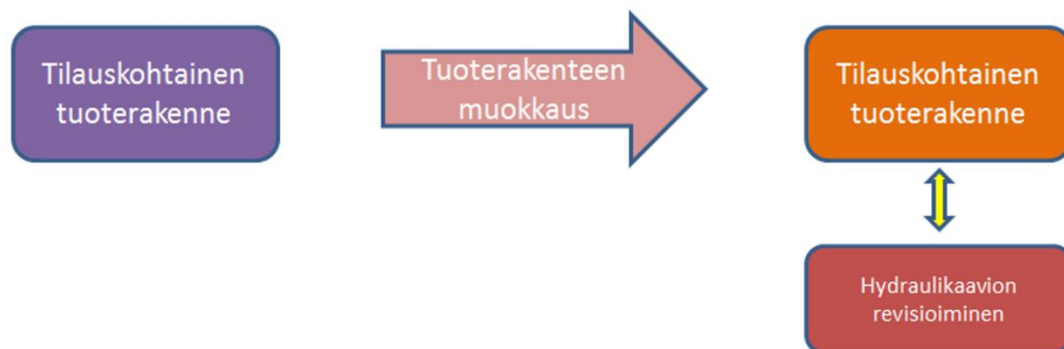 Tilauskohtainen
tuoterakenne
Tuoterakenteen
muokkaus
Tilauskohtainen
tuoterakenne
Hydraulikaavion
revisioiminen